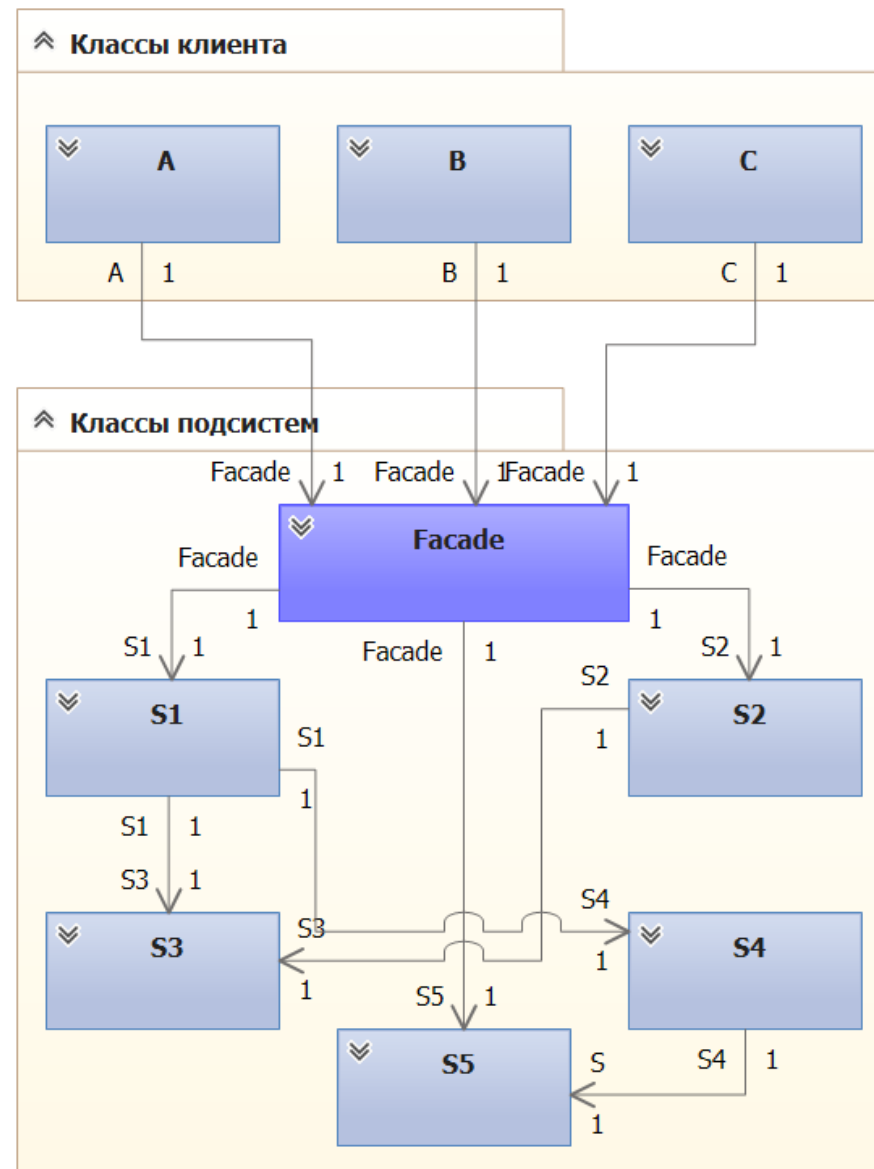 Классы клиента
A B C
A 1 B 1 C 1
Классы подсистем
Facade 1 Facade 1 Facade 1
Facade
Facade Facade
1 1
S1 1 Facade 1 S2 1
S1 S2 S2
S1 1
1
S1 1
S3 1 S4
S3 S3 S4
1 1
S5 1
S5 S S4 1
1